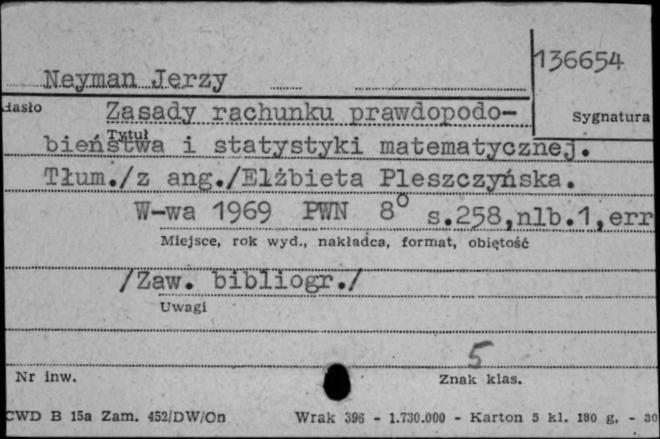 136654
Neyman Jerzy
Hasło
Zasady rachunku prawdopodo-
Sygnatura
Tytuł
bieństwa i statystyki matematycznej.
Tłum./z ang./Elżbieta Pleszczyńska.
W-wa 1969 PWN 8⁰ s.258,nlb.1,err
Miejsce, rok wyd., nakładca, format, objętość
/Zaw. bibliogr./
Uwagi
5
Nr inw.
Znak klas.
CWD B 15a Zam. 452/DW/On Wrak 396 - 1.730.000 - Karton 5 kl. 180 g, - 30